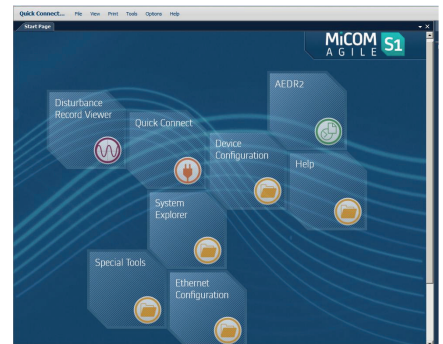 Quick Connect... File View Print Tools Options Help
Start Page
MiCOM S1
AGILE
AEDR2
Disturbance
Record Viewer
Quick Connect
Device
Configuration
Help
System
Explorer
Special Tools
Ethernet
Configuration